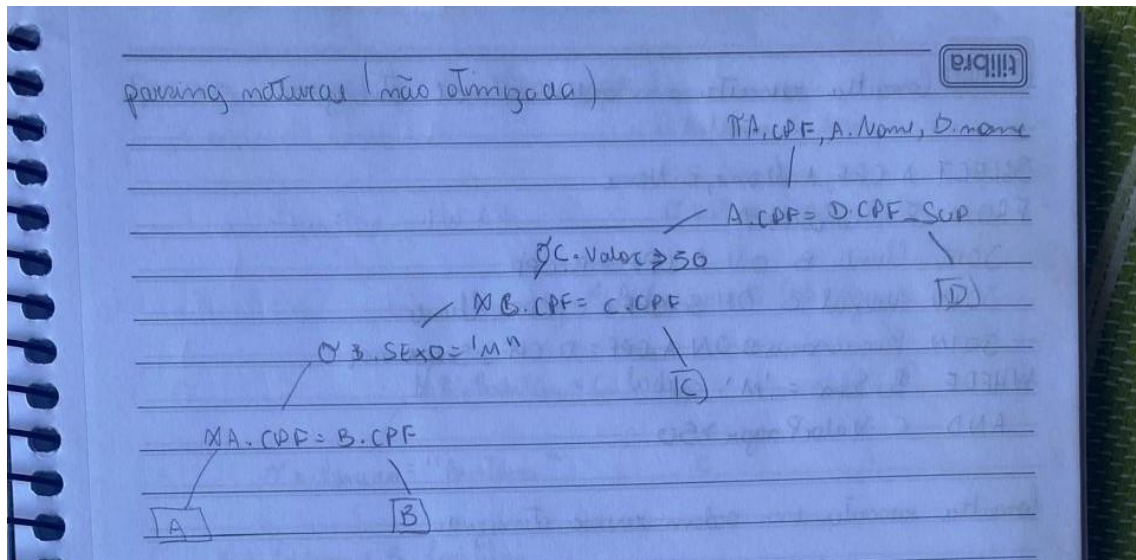 tilibra
parsing natural (não otimizada)
πA.CPF, A.Nome, D.nome
A.CPF = D.CPF_SUP
σC.Valor ≥ 50
D
⋈ B.CPF = C.CPF
σ B.SEXO = 'M"
C
⋈A.CPF = B.CPF
A B